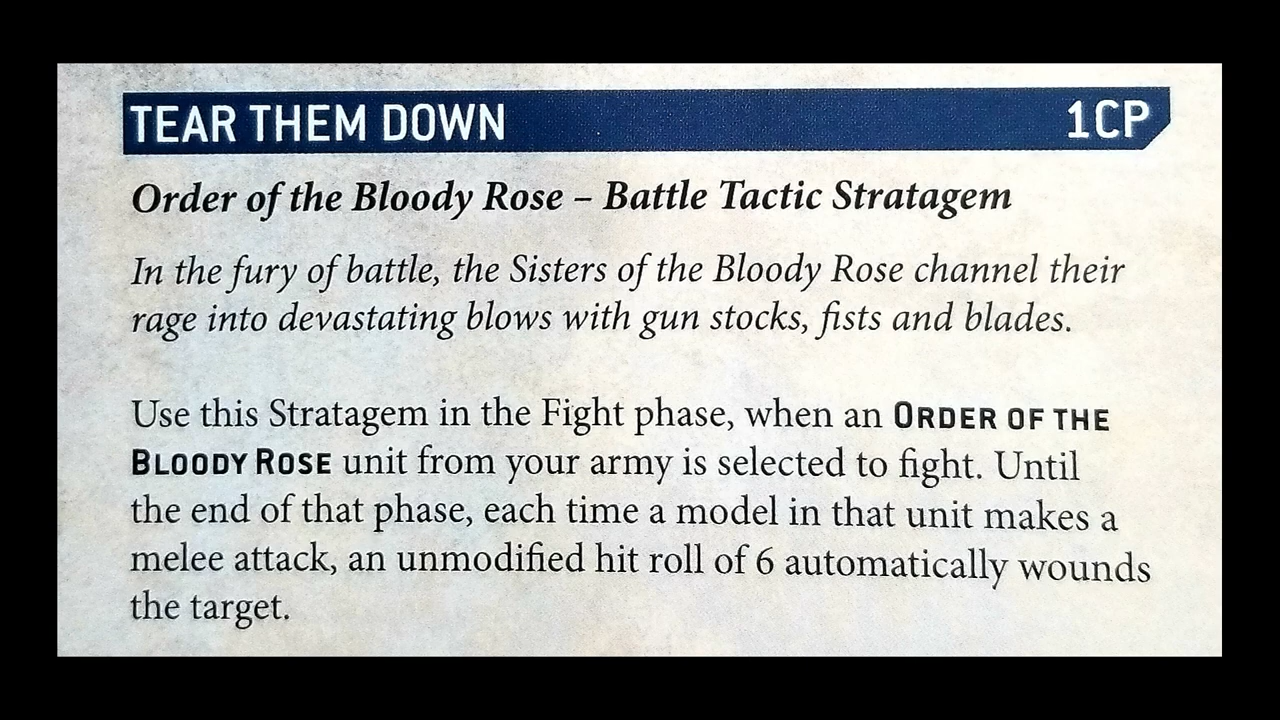 TEAR THEM DOWN 1CP
Order of the Bloody Rose – Battle Tactic Stratagem
In the fury of battle, the Sisters of the Bloody Rose channel their
rage into devastating blows with gun stocks, fists and blades.
Use this Stratagem in the Fight phase, when an ORDER OF THE
BLOODY ROSE unit from your army is selected to fight. Until
the end of that phase, each time a model in that unit makes a
melee attack, an unmodified hit roll of 6 automatically wounds
the target.